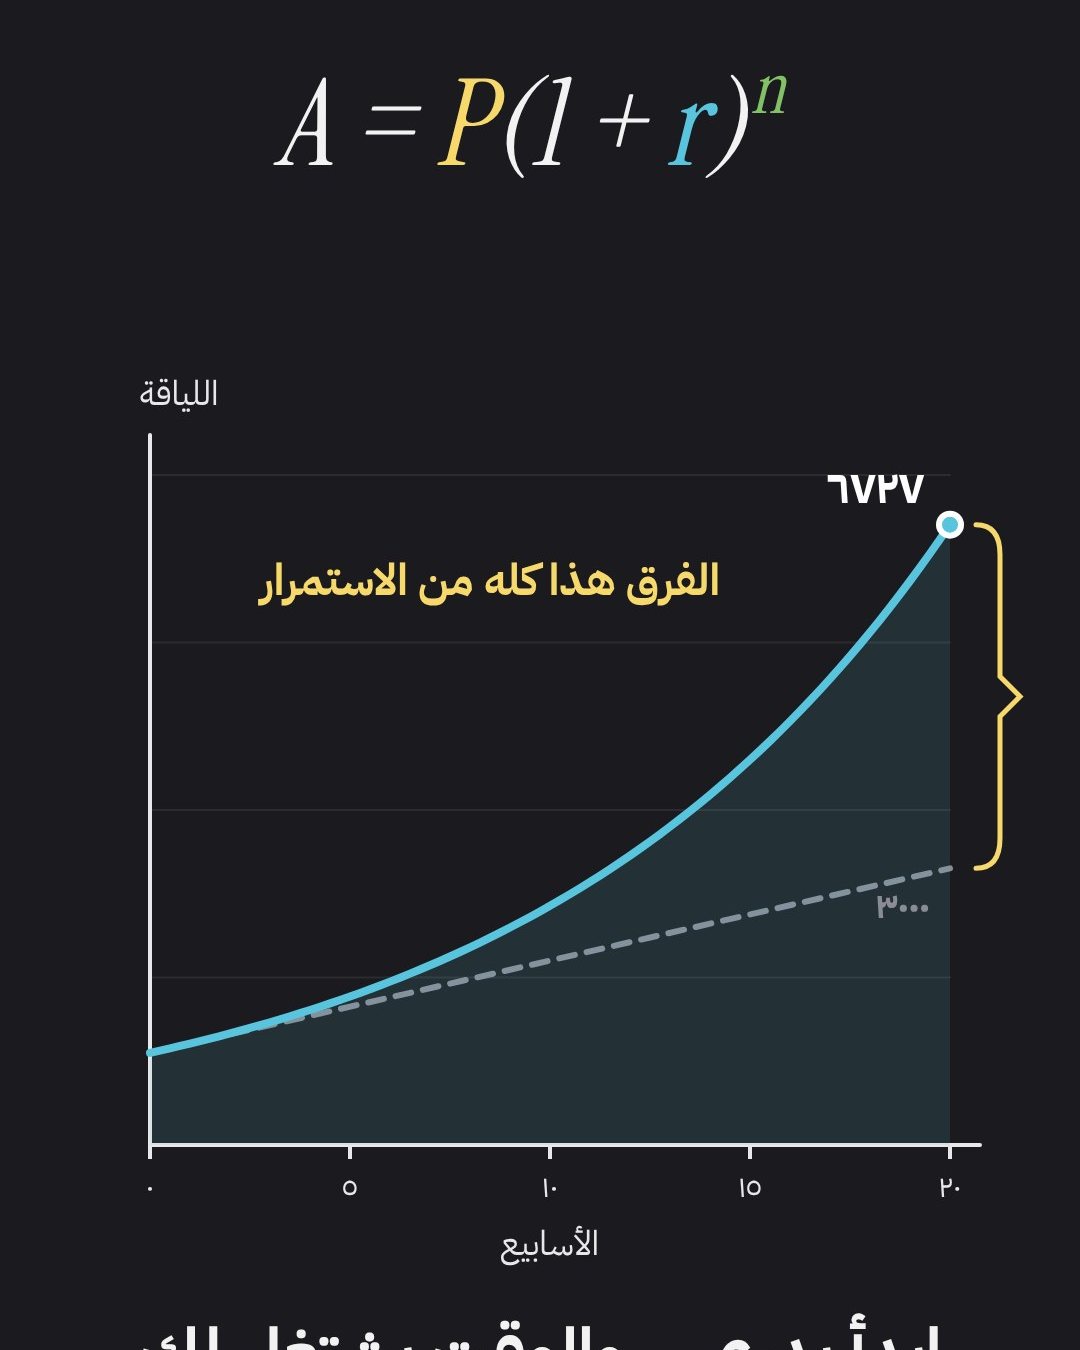 A = P(1 + r)^n
اللياقة
٦٧٢٧
الفرق هذا كله من الاستمرار
٣٠٠٠
٠ ٥ ١٠ ١٥ ٢٠
الأسابيع